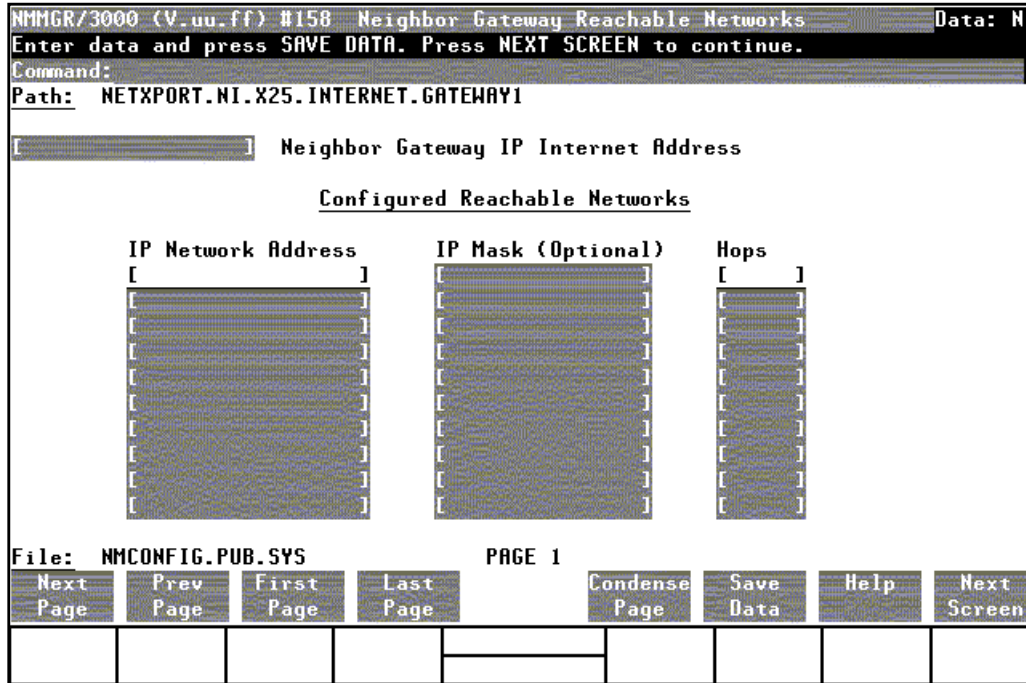 NMMGR/3000 (V.uu.ff) #158 Neighbor Gateway Reachable Networks Data: N
Enter data and press SAVE DATA. Press NEXT SCREEN to continue.
Command:
Path: NETXPORT.NI.X25.INTERNET.GATEWAY1
[ ] Neighbor Gateway IP Internet Address
Configured Reachable Networks
IP Network Address IP Mask (Optional) Hops
[ ] [ ] [ ]
[ ] [ ] [ ]
[ ] [ ] [ ]
[ ] [ ] [ ]
[ ] [ ] [ ]
[ ] [ ] [ ]
[ ] [ ] [ ]
[ ] [ ] [ ]
[ ] [ ] [ ]
[ ] [ ] [ ]
File: NMCONFIG.PUB.SYS PAGE 1
Next Prev First Last Condense Save Help Next
Page Page Page Page Page Data Screen